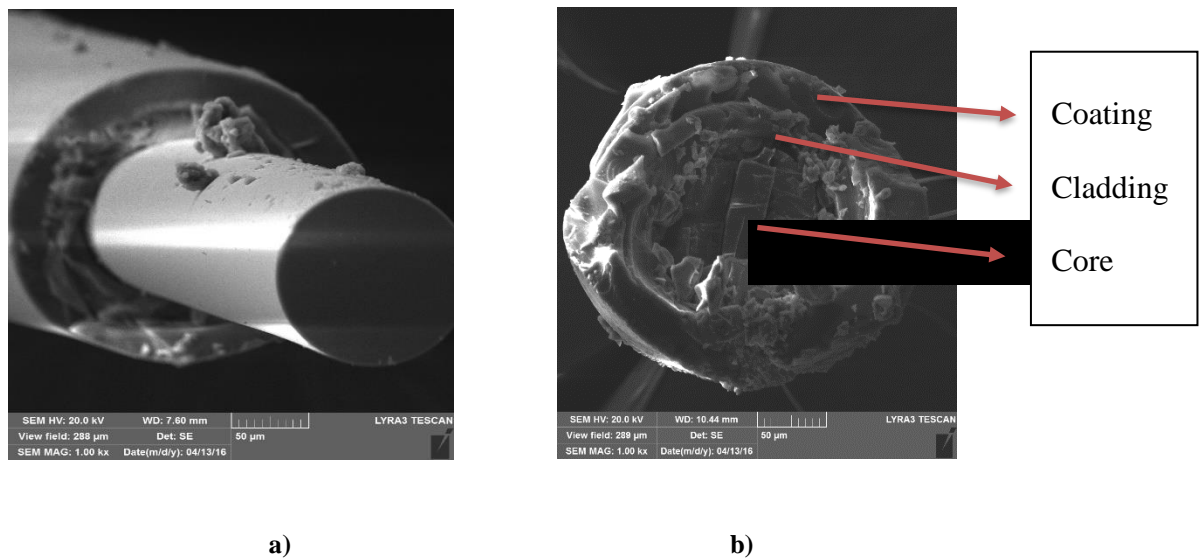 SEM HV: 20.0 kV WD: 7.60 mm LYRA3 TESCAN
View field: 288 µm Det: SE 50 µm
SEM MAG: 1.00 kx Date(m/d/y): 04/13/16
SEM HV: 20.0 kV WD: 10.44 mm LYRA3 TESCAN
View field: 289 µm Det: SE 50 µm
SEM MAG: 1.00 kx Date(m/d/y): 04/13/16
Coating
Cladding
Core
a) b)